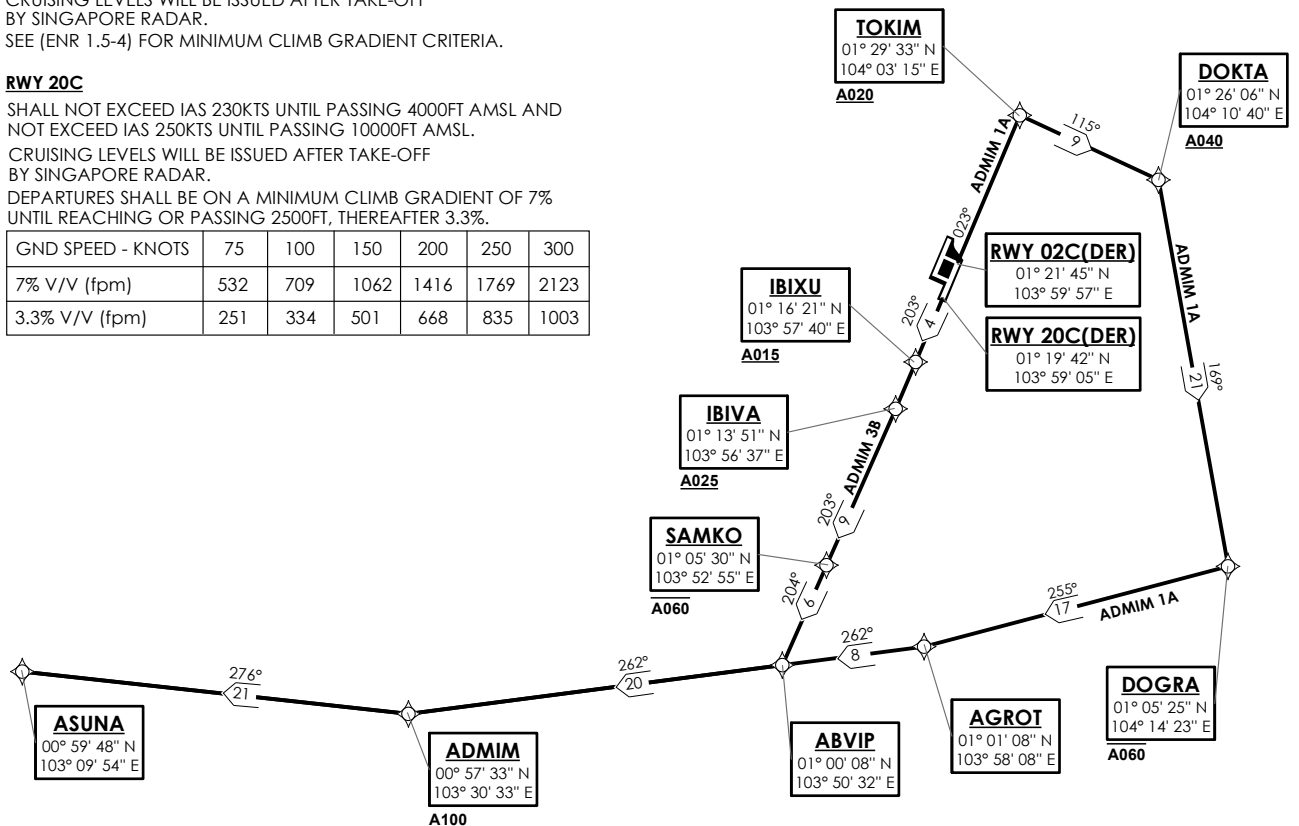 CRUISING LEVELS WILL BE ISSUED AFTER TAKE-OFF
BY SINGAPORE RADAR.
SEE (ENR 1.5-4) FOR MINIMUM CLIMB GRADIENT CRITERIA.
RWY 20C
SHALL NOT EXCEED IAS 230KTS UNTIL PASSING 4000FT AMSL AND
NOT EXCEED IAS 250KTS UNTIL PASSING 10000FT AMSL.
CRUISING LEVELS WILL BE ISSUED AFTER TAKE-OFF
BY SINGAPORE RADAR.
DEPARTURES SHALL BE ON A MINIMUM CLIMB GRADIENT OF 7%
UNTIL REACHING OR PASSING 2500FT, THEREAFTER 3.3%.
GND SPEED - KNOTS 75 100 150 200 250 300
7% V/V (fpm) 532 709 1062 1416 1769 2123
3.3% V/V (fpm) 251 334 501 668 835 1003
TOKIM
01° 29' 33" N
104° 03' 15" E
A020
DOKTA
01° 26' 06" N
104° 10' 40" E
A040
115°
9
ADMIM 1A
023°
RWY 02C(DER)
01° 21' 45" N
103° 59' 57" E
RWY 20C(DER)
01° 19' 42" N
103° 59' 05" E
IBIXU
01° 16' 21" N
103° 57' 40" E
A015
203°
4
ADMIM 1A
169°
21
IBIVA
01° 13' 51" N
103° 56' 37" E
A025
ADMIM 3B
203°
9
SAMKO
01° 05' 30" N
103° 52' 55" E
A060
204°
6
255°
17
ADMIM 1A
262°
8
262°
20
276°
21
DOGRA
01° 05' 25" N
104° 14' 23" E
A060
AGROT
01° 01' 08" N
103° 58' 08" E
ABVIP
01° 00' 08" N
103° 50' 32" E
ADMIM
00° 57' 33" N
103° 30' 33" E
A100
ASUNA
00° 59' 48" N
103° 09' 54" E